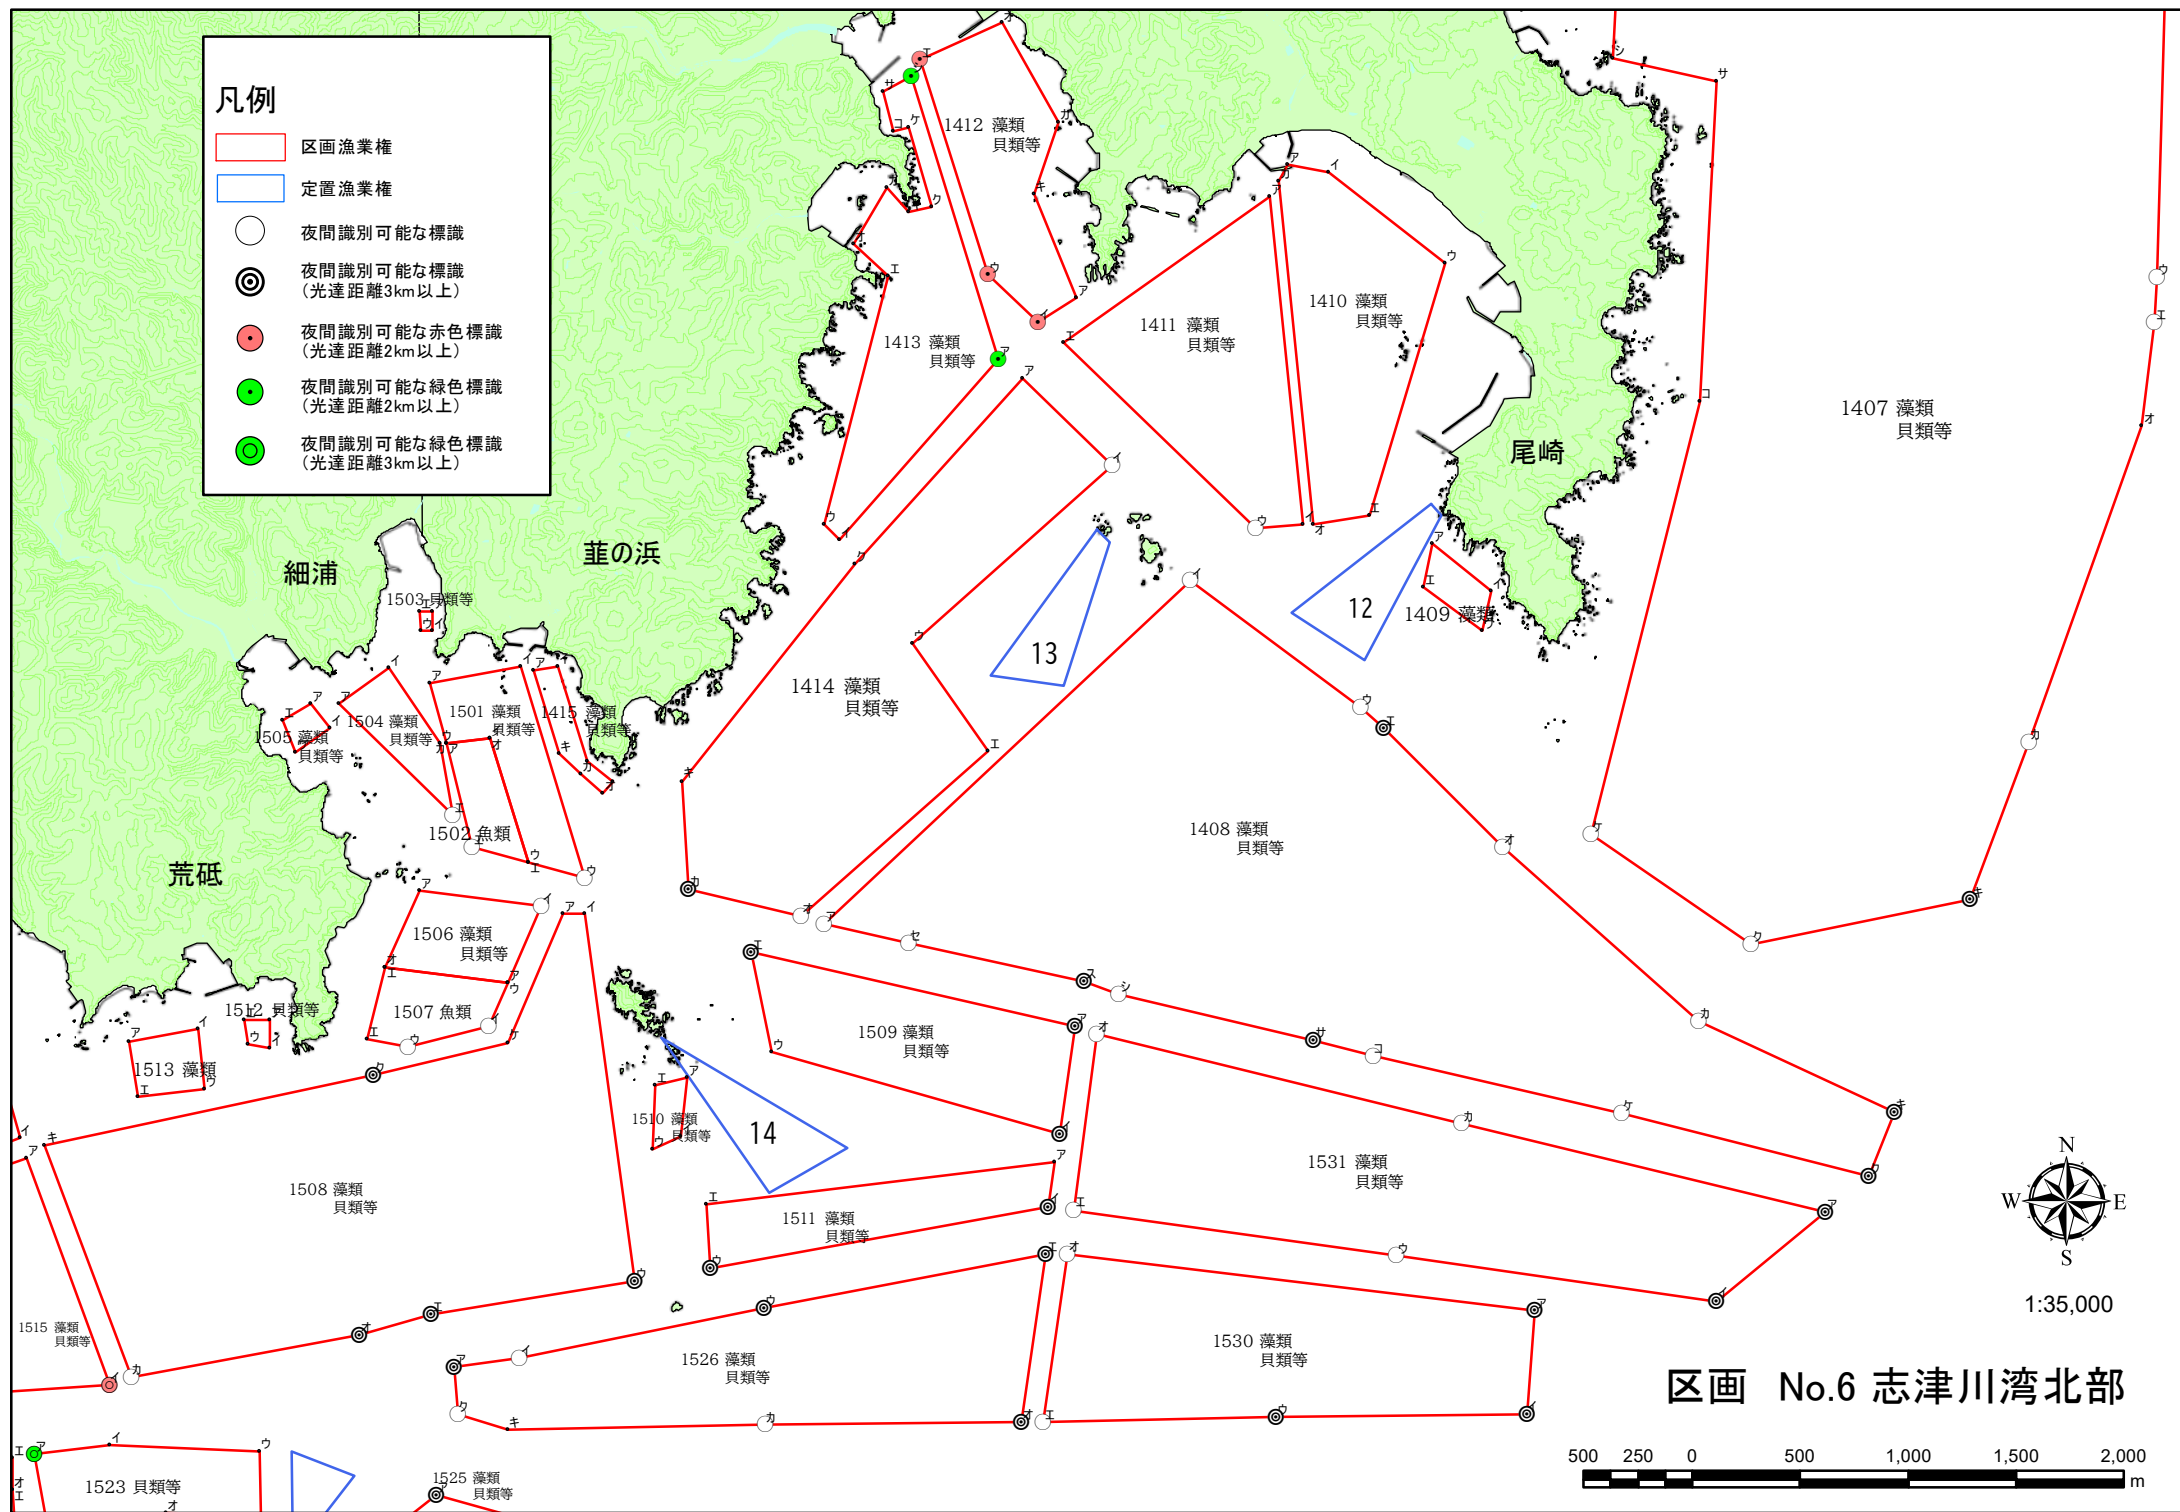 凡例
区画漁業権
定置漁業権
夜間識別可能な標識
夜間識別可能な標識
(光達距離3km以上)
夜間識別可能な赤色標識
(光達距離2km以上)
夜間識別可能な緑色標識
(光達距離2km以上)
夜間識別可能な緑色標識
(光達距離3km以上)
1412 藻類
貝類等
1413 藻類
貝類等
1411 藻類
貝類等
1410 藻類
貝類等
1407 藻類
貝類等
尾崎
細浦
韮の浜
荒砥
1503 貝類等
12
1409 藻類
13
1414 藻類
貝類等
1504 藻類
貝類等
1501 藻類
貝類等
1415 藻類
貝類等
1505 藻類
貝類等
1502 魚類
1408 藻類
貝類等
1506 藻類
貝類等
1507 魚類
1512 貝類等
1513 藻類
1509 藻類
貝類等
1510 藻類
貝類等
14
1531 藻類
貝類等
1508 藻類
貝類等
1511 藻類
貝類等
1515 藻類
貝類等
1526 藻類
貝類等
1530 藻類
貝類等
1523 貝類等
1525 藻類
貝類等
N
W E
S
1:35,000
区画 No.6 志津川湾北部
500 250 0 500 1,000 1,500 2,000
m